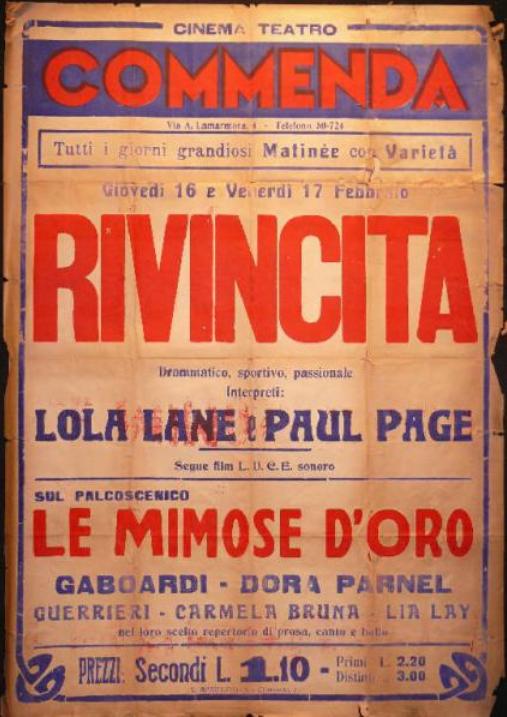 CINEMA TEATRO
COMMENDA
Via A. Lamarmora, 4 - Telefono 50-724
Tutti i giorni grandiosi Matinée con Varietà
Giovedì 16 e Venerdì 17 Febbraio
RIVINCITA
Drammatico, sportivo, passionale
Interpreti:
LOLA LANE e PAUL PAGE
Segue film L.U.C.E. sonoro
SUL PALCOSCENICO
LE MIMOSE D'ORO
GABOARDI - DORA PARNEL
GUERRIERI - CARMELA BRUNA - LIA LAY
nel loro scelto repertorio di prosa, canto e ballo
PREZZI: Secondi L. 1.10 - Primi L. 2.20
Distinti L. 3.00